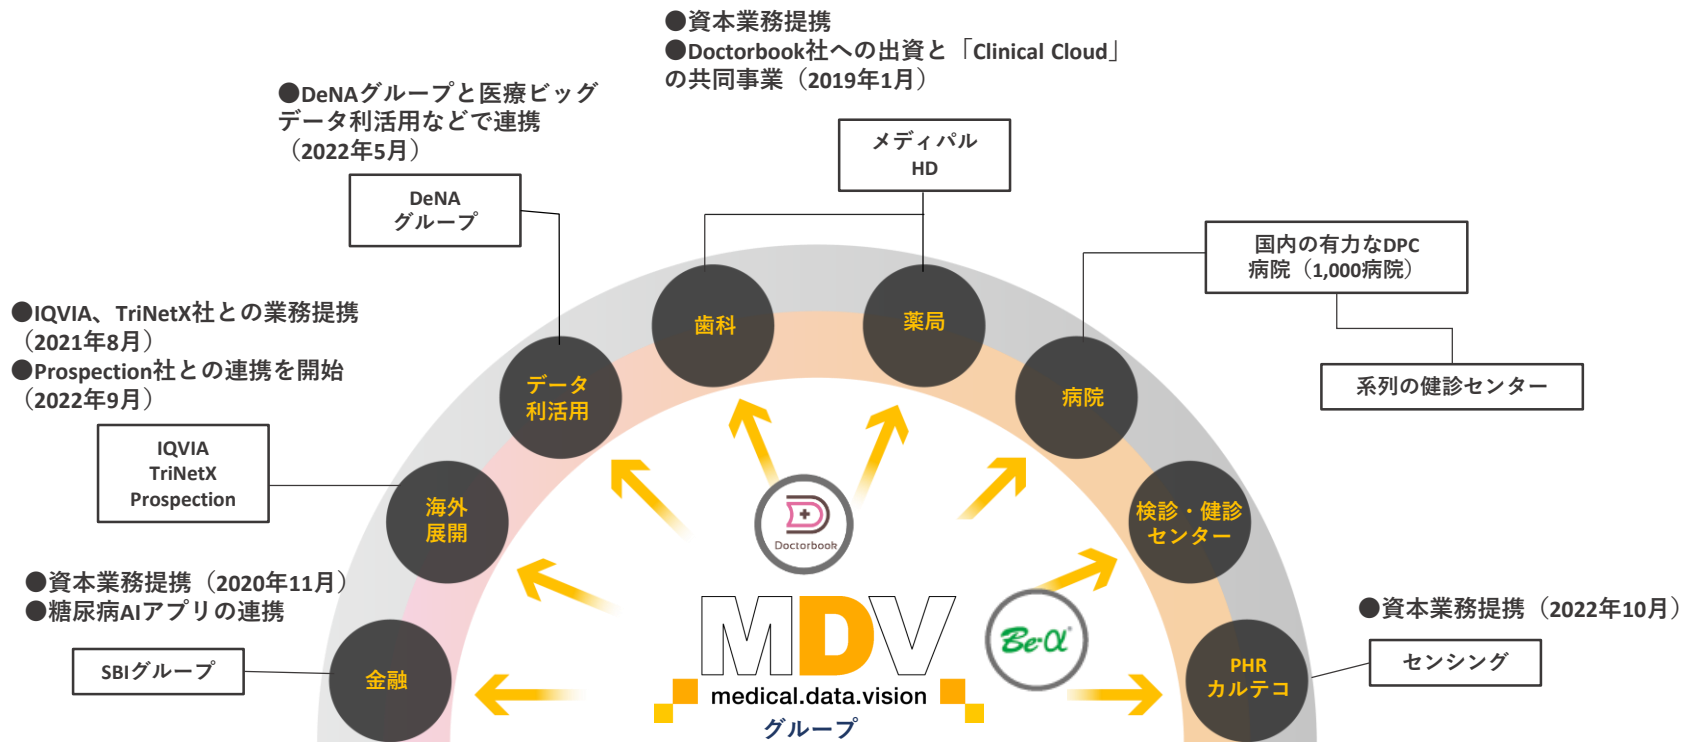 ●資本業務提携
●Doctorbook社への出資と「Clinical Cloud」
の共同事業（2019年1月）
●DeNAグループと医療ビッグ
データ利活用などで連携
（2022年5月）
メディパル
HD
DeNA
グループ
国内の有力なDPC
病院（1,000病院）
系列の健診センター
●IQVIA、TriNetX社との業務提携
（2021年8月）
●Prospection社との連携を開始
（2022年9月）
IQVIA
TriNetX
Prospection
歯科
薬局
データ
利活用
病院
海外
展開
検診・健診
センター
Doctorbook
●資本業務提携（2020年11月）
●糖尿病AIアプリの連携
SBIグループ
金融
MDV
medical.data.vision
グループ
Be·α®
●資本業務提携（2022年10月）
センシング
PHR
カルテコ